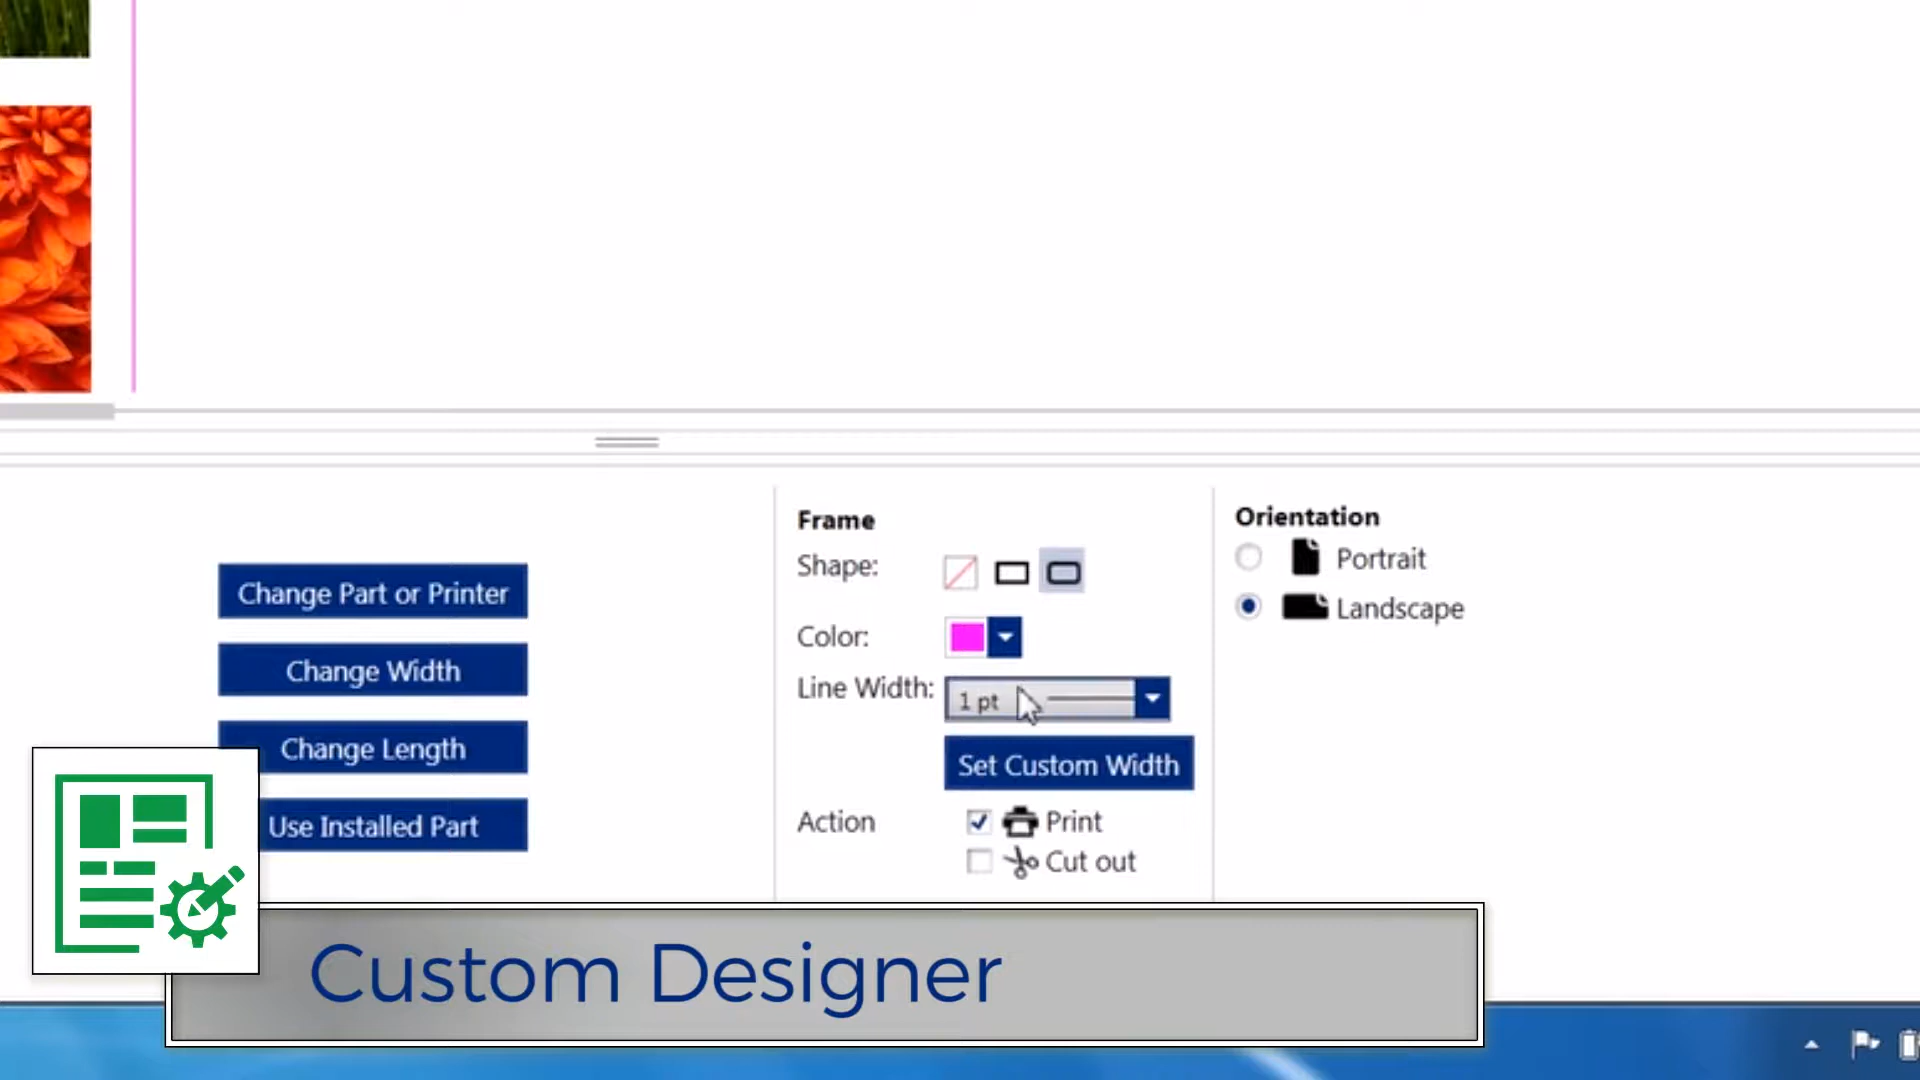 Change Part or Printer
Change Width
Change Length
Use Installed Part
Frame
Shape:
Color:
Line Width:
1 pt
Set Custom Width
Action
Print
Cut out
Orientation
Portrait
Landscape
Custom Designer